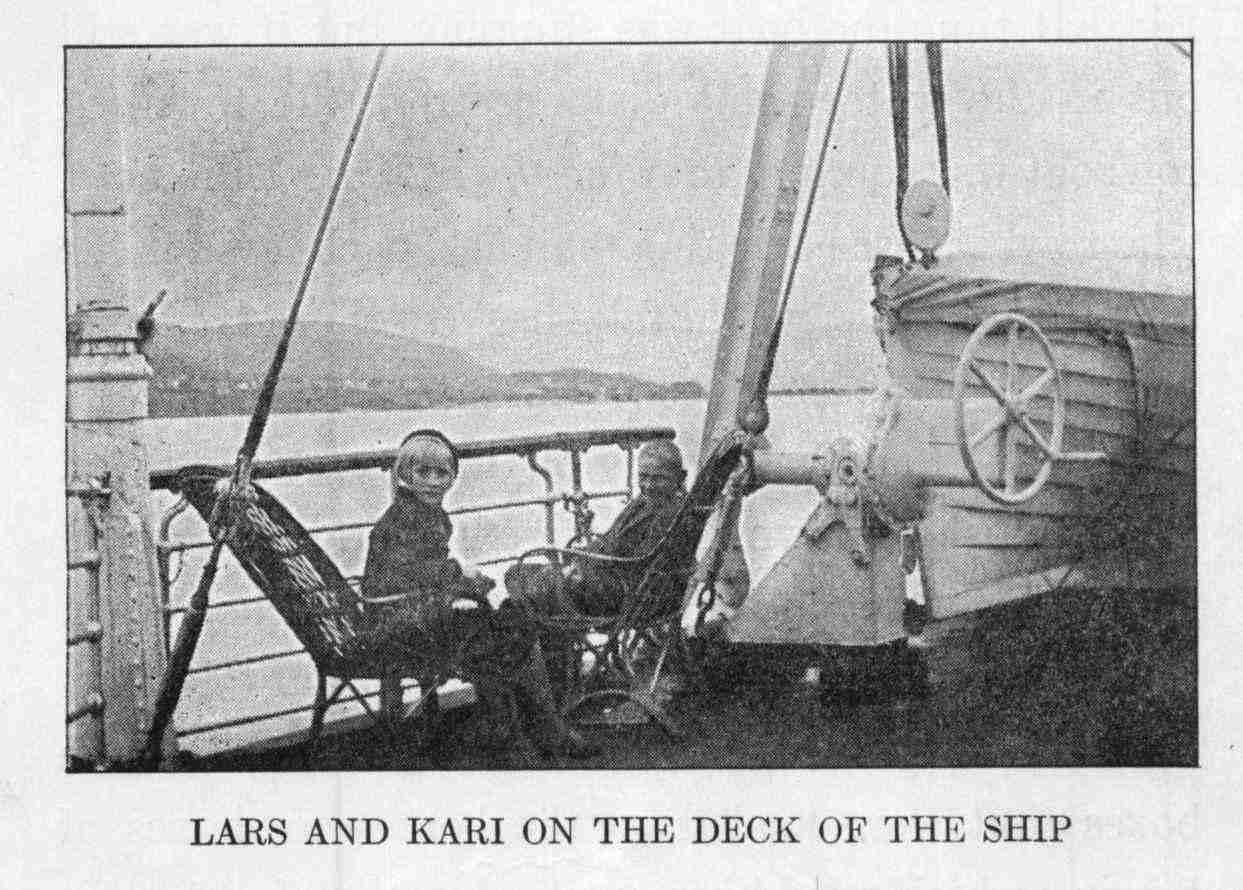 LARS AND KARI ON THE DECK OF THE SHIP